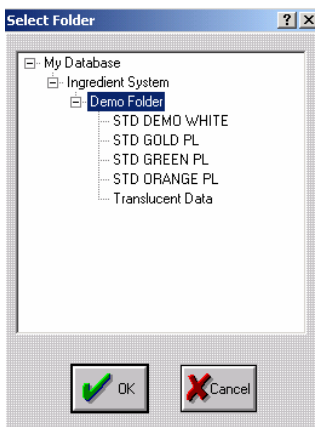 Select Folder
My Database
Ingredient System
Demo Folder
STD DEMO WHITE
STD GOLD PL
STD GREEN PL
STD ORANGE PL
Translucent Data
OK Cancel